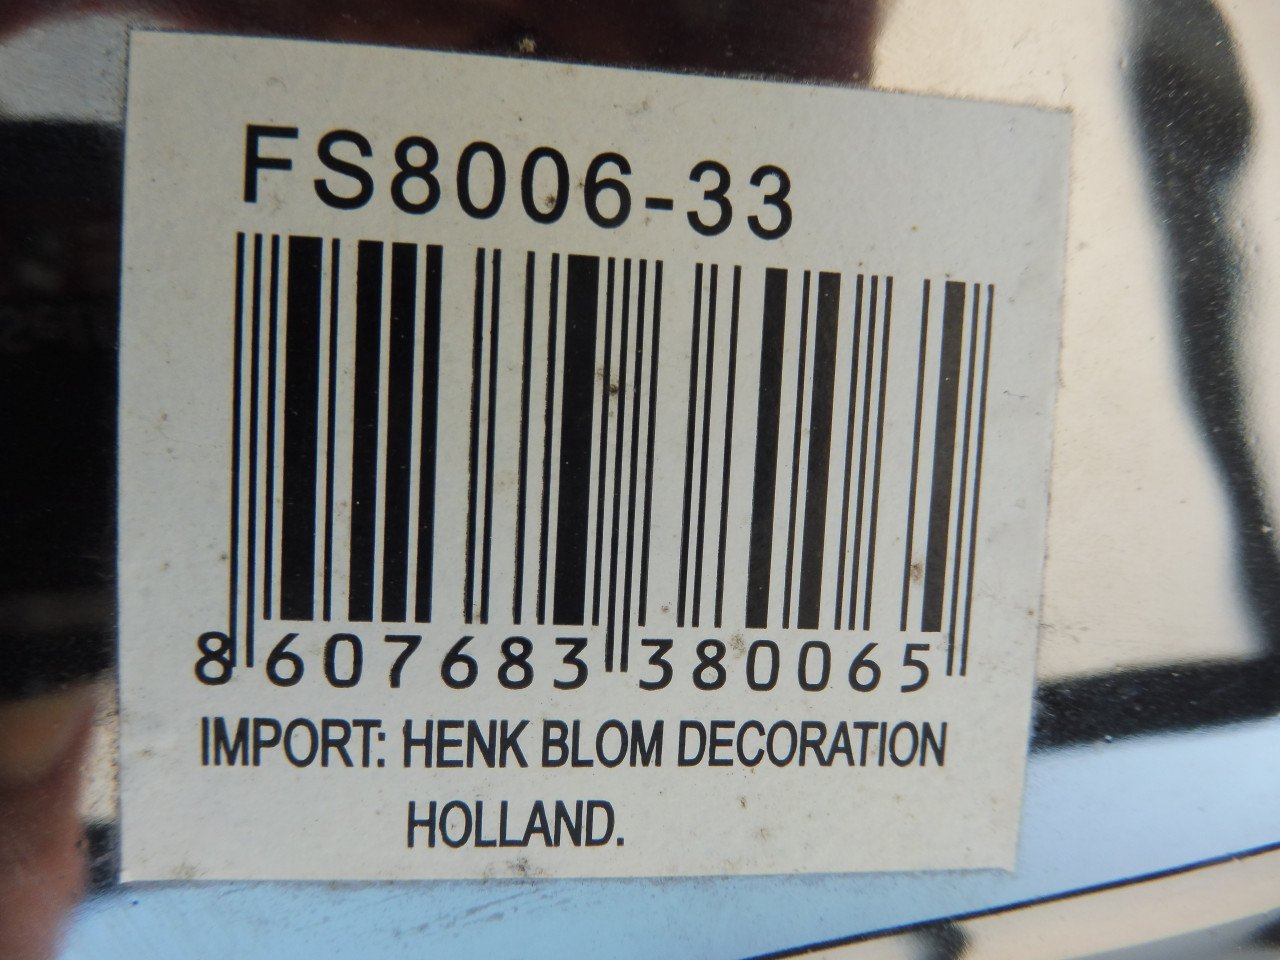 FS8006-33
8 607683 380065
IMPORT: HENK BLOM DECORATION
HOLLAND.